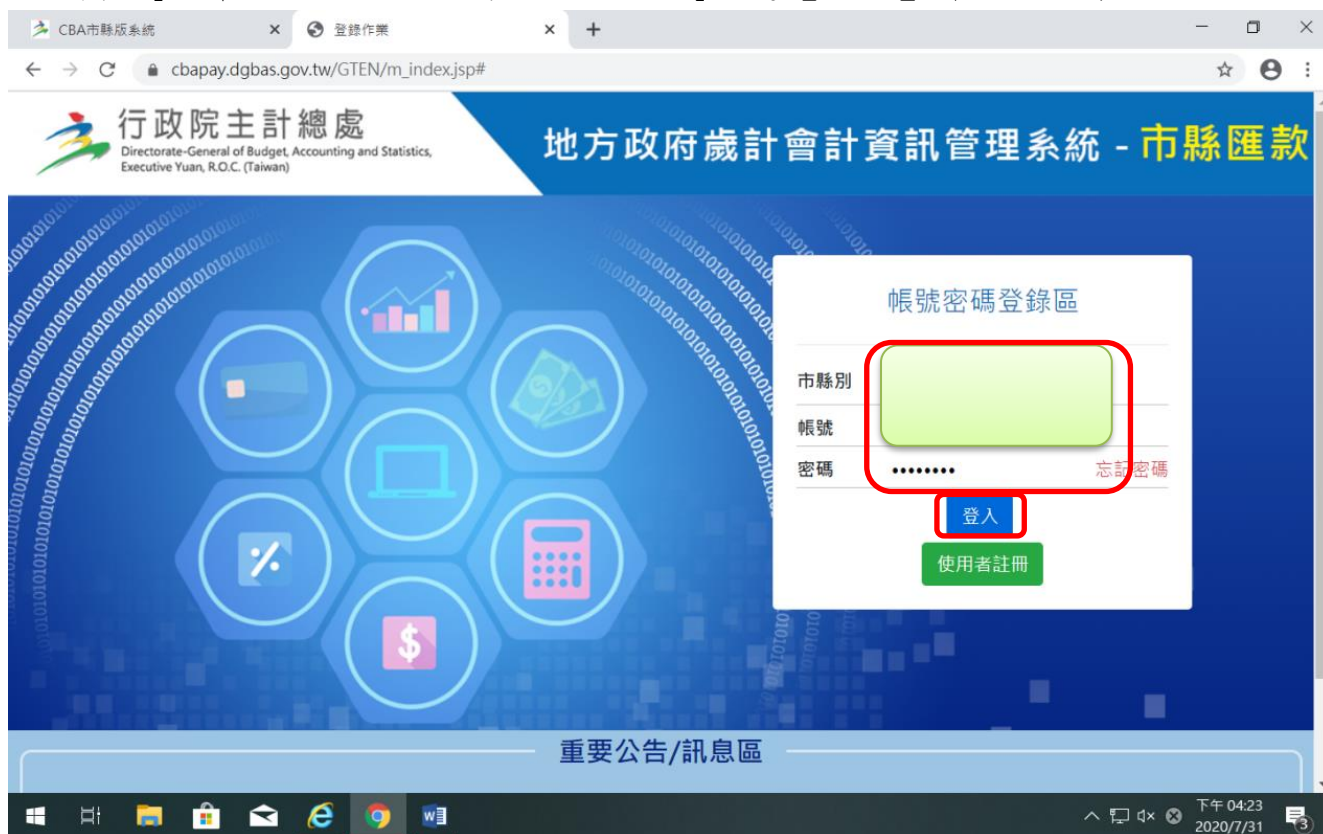 CBA市縣版系統
登錄作業
cbapay.dgbas.gov.tw/GTEN/m_index.jsp#
行政院主計總處
Directorate-General of Budget, Accounting and Statistics,
Executive Yuan, R.O.C. (Taiwan)
地方政府歲計會計資訊管理系統 - 市縣匯款
帳號密碼登錄區
市縣別
帳號
密碼 •••••••• 忘記密碼
登入
使用者註冊
重要公告/訊息區
下午 04:23
2020/7/31
3